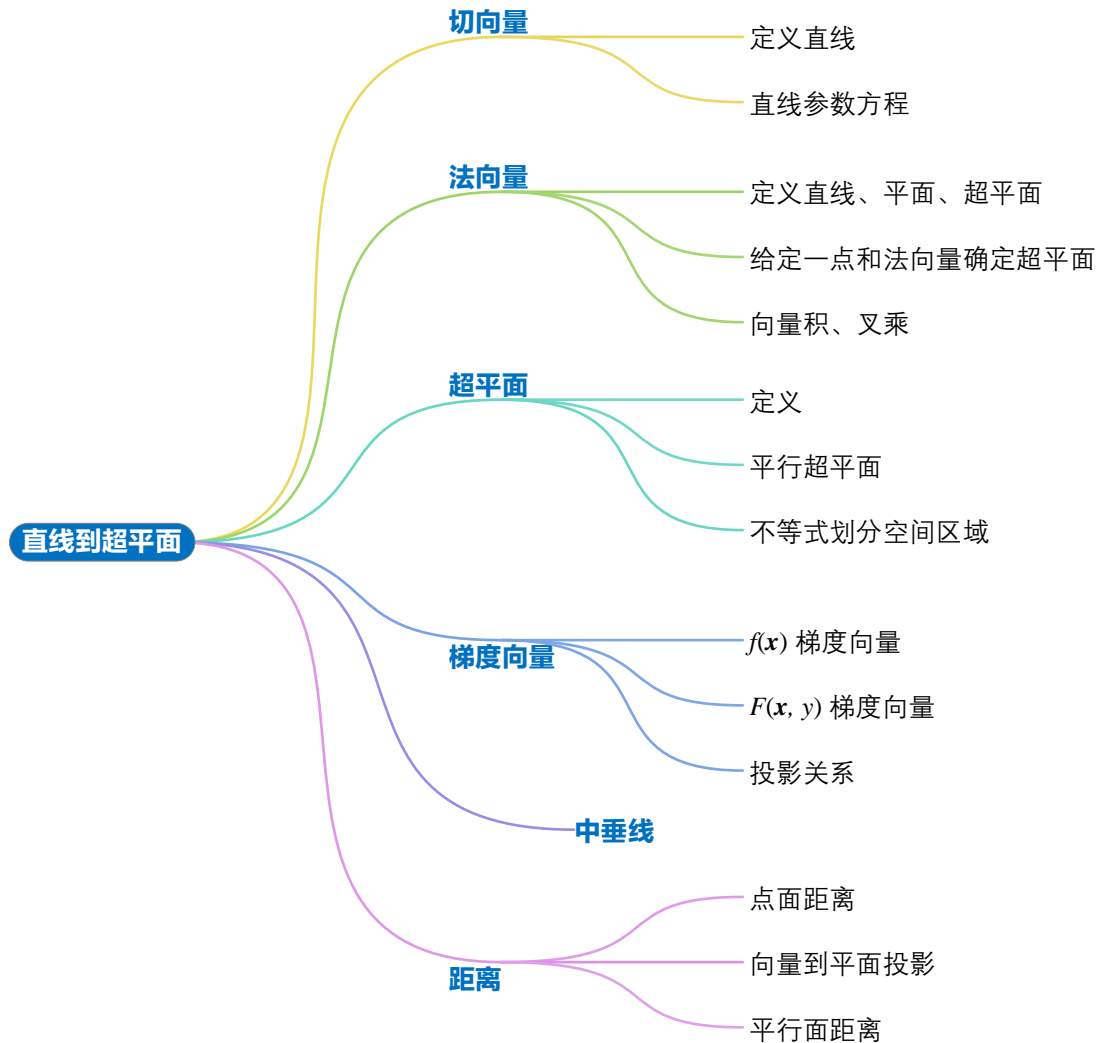 切向量
定义直线
直线参数方程
法向量
定义直线、平面、超平面
给定一点和法向量确定超平面
向量积、叉乘
超平面
定义
平行超平面
不等式划分空间区域
直线到超平面
梯度向量
f(x) 梯度向量
F(x, y) 梯度向量
投影关系
中垂线
距离
点面距离
向量到平面投影
平行面距离